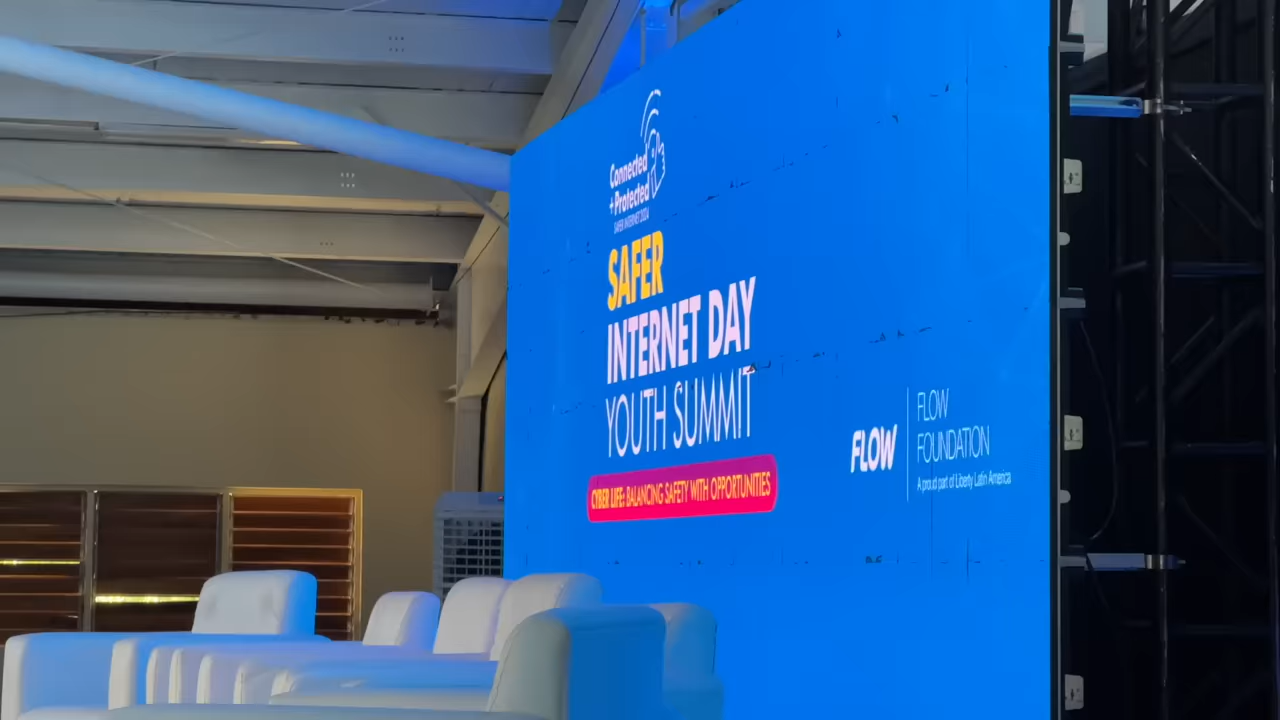 Connected
+Protected
SAFER INTERNET 2024
SAFER
INTERNET DAY
YOUTH SUMMIT
CYBER LIFE: BALANCING SAFETY WITH OPPORTUNITIES
FLOW
FLOW
FOUNDATION
A proud part of Liberty Latin America